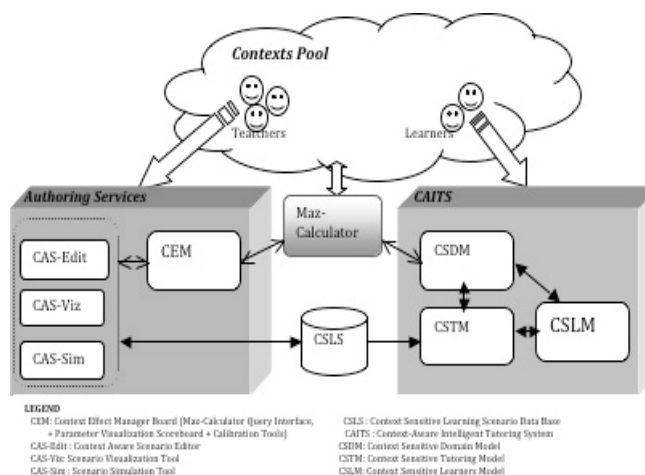 Contexts Pool
Teatchers
Learners
Authoring Services
CAITS
Maz-
Calculator
CAS-Edit
CEM
CSDM
CAS-Viz
CSLS
CSTM
CSLM
CAS-Sim
LEGEND
CEM: Context Effect Manager Board (Maz-Calculator Query Interface,
+ Parameter Visualization Scoreboard + Calibration Tools)
CAS-Edit : Context Aware Scenario Editor
CAS-Viz: Scenario Visualization Tool
CAS-Sim : Scenario Simulation Tool
CSLS : Context Sensitive Learning Scenario Data Base
CAITS : Context-Aware Intelligent Tutoring System
CSDM: Context Sensitive Domain Model
CSTM: Context Sensitive Tutoring Model
CSLM: Context Sensitive Learners Model